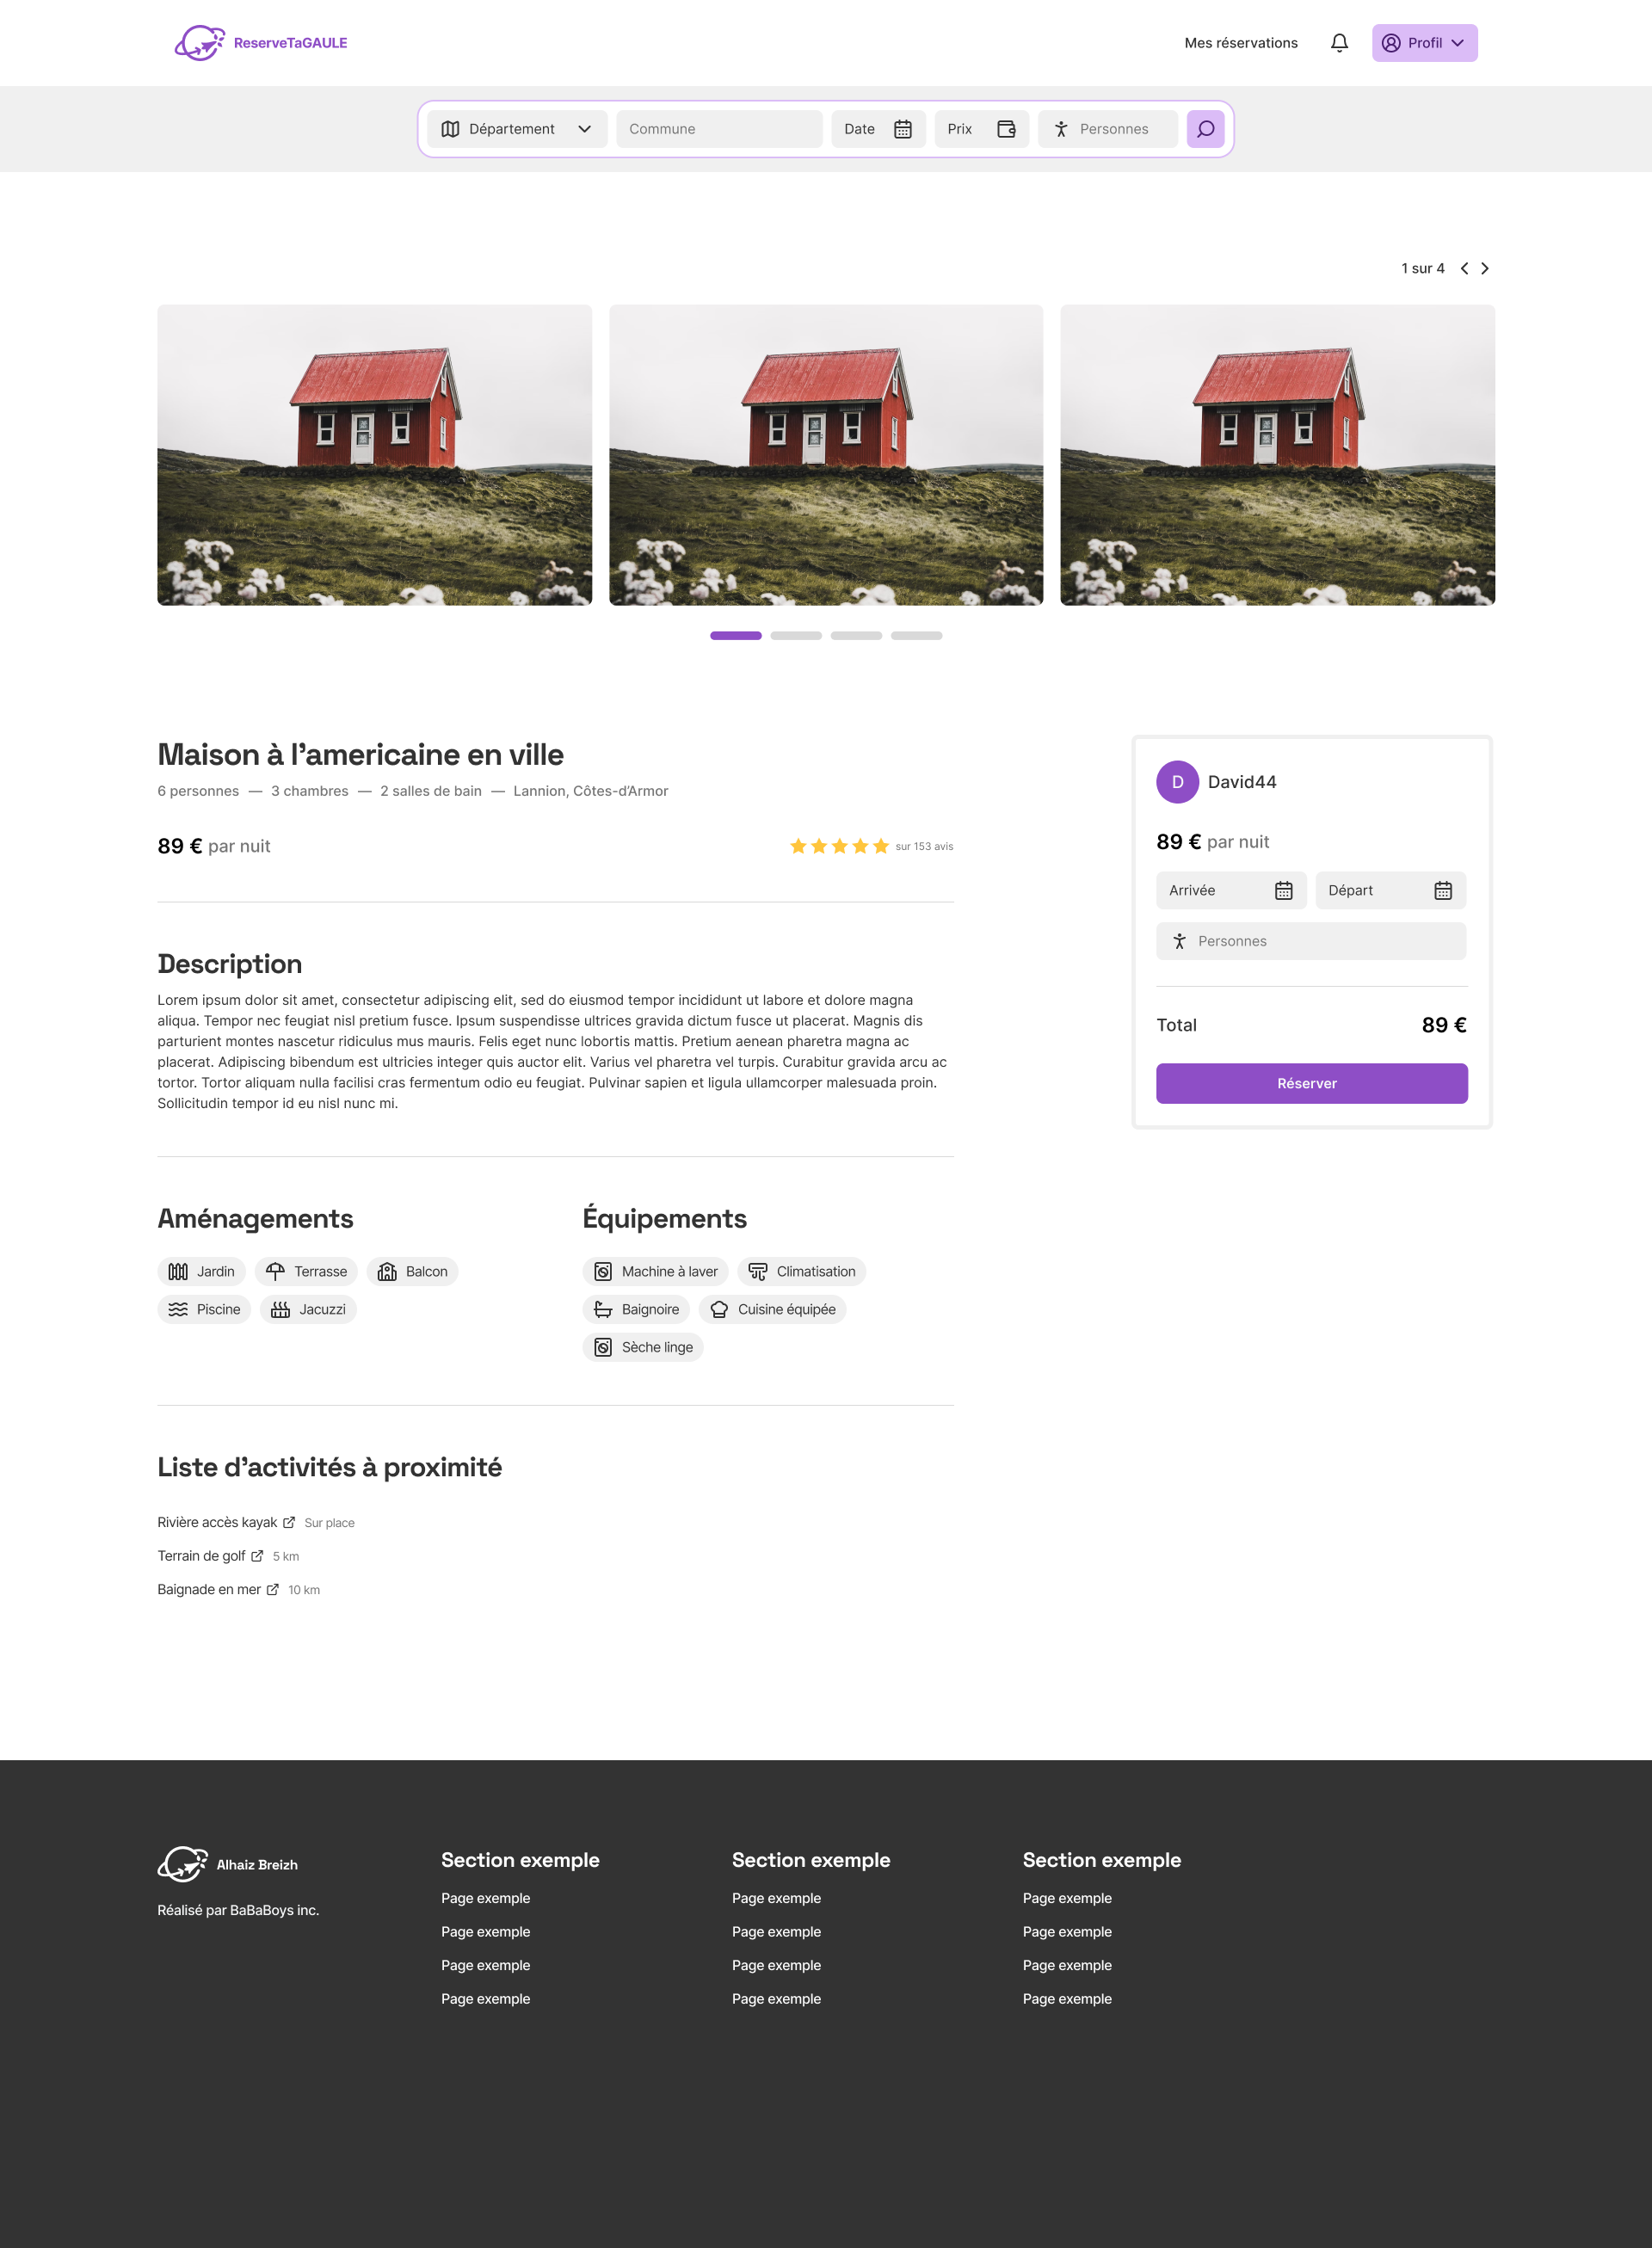 ReserveTaGAULE
Mes réservations
Profil
Département
Commune
Date
Prix
Personnes
1 sur 4
Maison à l’americaine en ville
6 personnes — 3 chambres — 2 salles de bain — Lannion, Côtes-d’Armor
89 € par nuit
sur 153 avis
Description
Lorem ipsum dolor sit amet, consectetur adipiscing elit, sed do eiusmod tempor incididunt ut labore et dolore magna
aliqua. Tempor nec feugiat nisl pretium fusce. Ipsum suspendisse ultrices gravida dictum fusce ut placerat. Magnis dis
parturient montes nascetur ridiculus mus mauris. Felis eget nunc lobortis mattis. Pretium aenean pharetra magna ac
placerat. Adipiscing bibendum est ultricies integer quis auctor elit. Varius vel pharetra vel turpis. Curabitur gravida arcu ac
tortor. Tortor aliquam nulla facilisi cras fermentum odio eu feugiat. Pulvinar sapien et ligula ullamcorper malesuada proin.
Sollicitudin tempor id eu nisl nunc mi.
D
David44
89 € par nuit
Arrivée
Départ
Personnes
Total
89 €
Réserver
Aménagements
Jardin
Terrasse
Balcon
Piscine
Jacuzzi
Équipements
Machine à laver
Climatisation
Baignoire
Cuisine équipée
Sèche linge
Liste d’activités à proximité
Rivière accès kayak Sur place
Terrain de golf 5 km
Baignade en mer 10 km
Alhaiz Breizh
Réalisé par BaBaBoys inc.
Section exemple
Page exemple
Page exemple
Page exemple
Page exemple
Section exemple
Page exemple
Page exemple
Page exemple
Page exemple
Section exemple
Page exemple
Page exemple
Page exemple
Page exemple